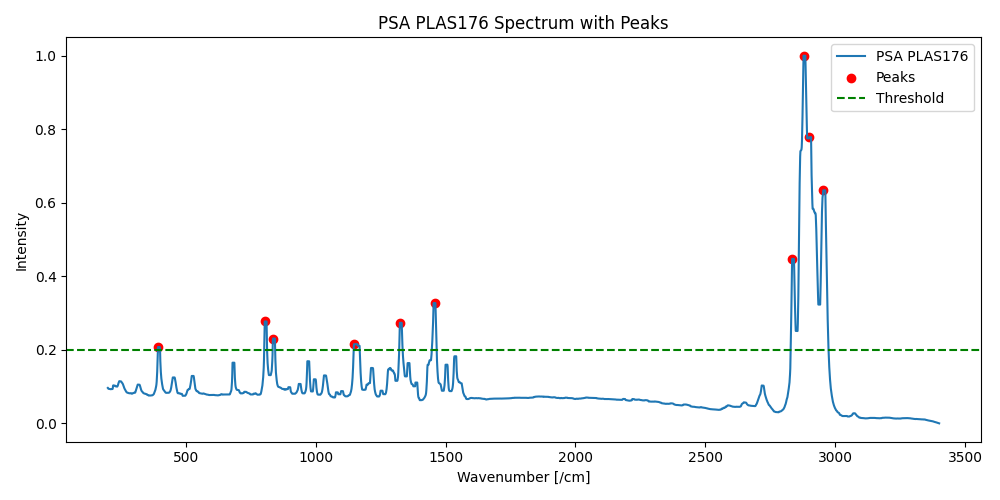 PSA PLAS176 Spectrum with Peaks
PSA PLAS176
Peaks
Threshold
Intensity
1.0
0.8
0.6
0.4
0.2
0.0
500 1000 1500 2000 2500 3000 3500
Wavenumber [/cm]